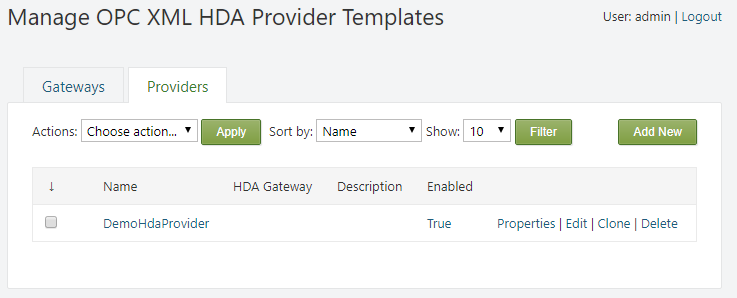 Manage OPC XML HDA Provider Templates
User: admin | Logout
Gateways Providers
Actions: Choose action... Apply Sort by: Name Show: 10 Filter Add New
↓ Name HDA Gateway Description Enabled
DemoHdaProvider True Properties | Edit | Clone | Delete